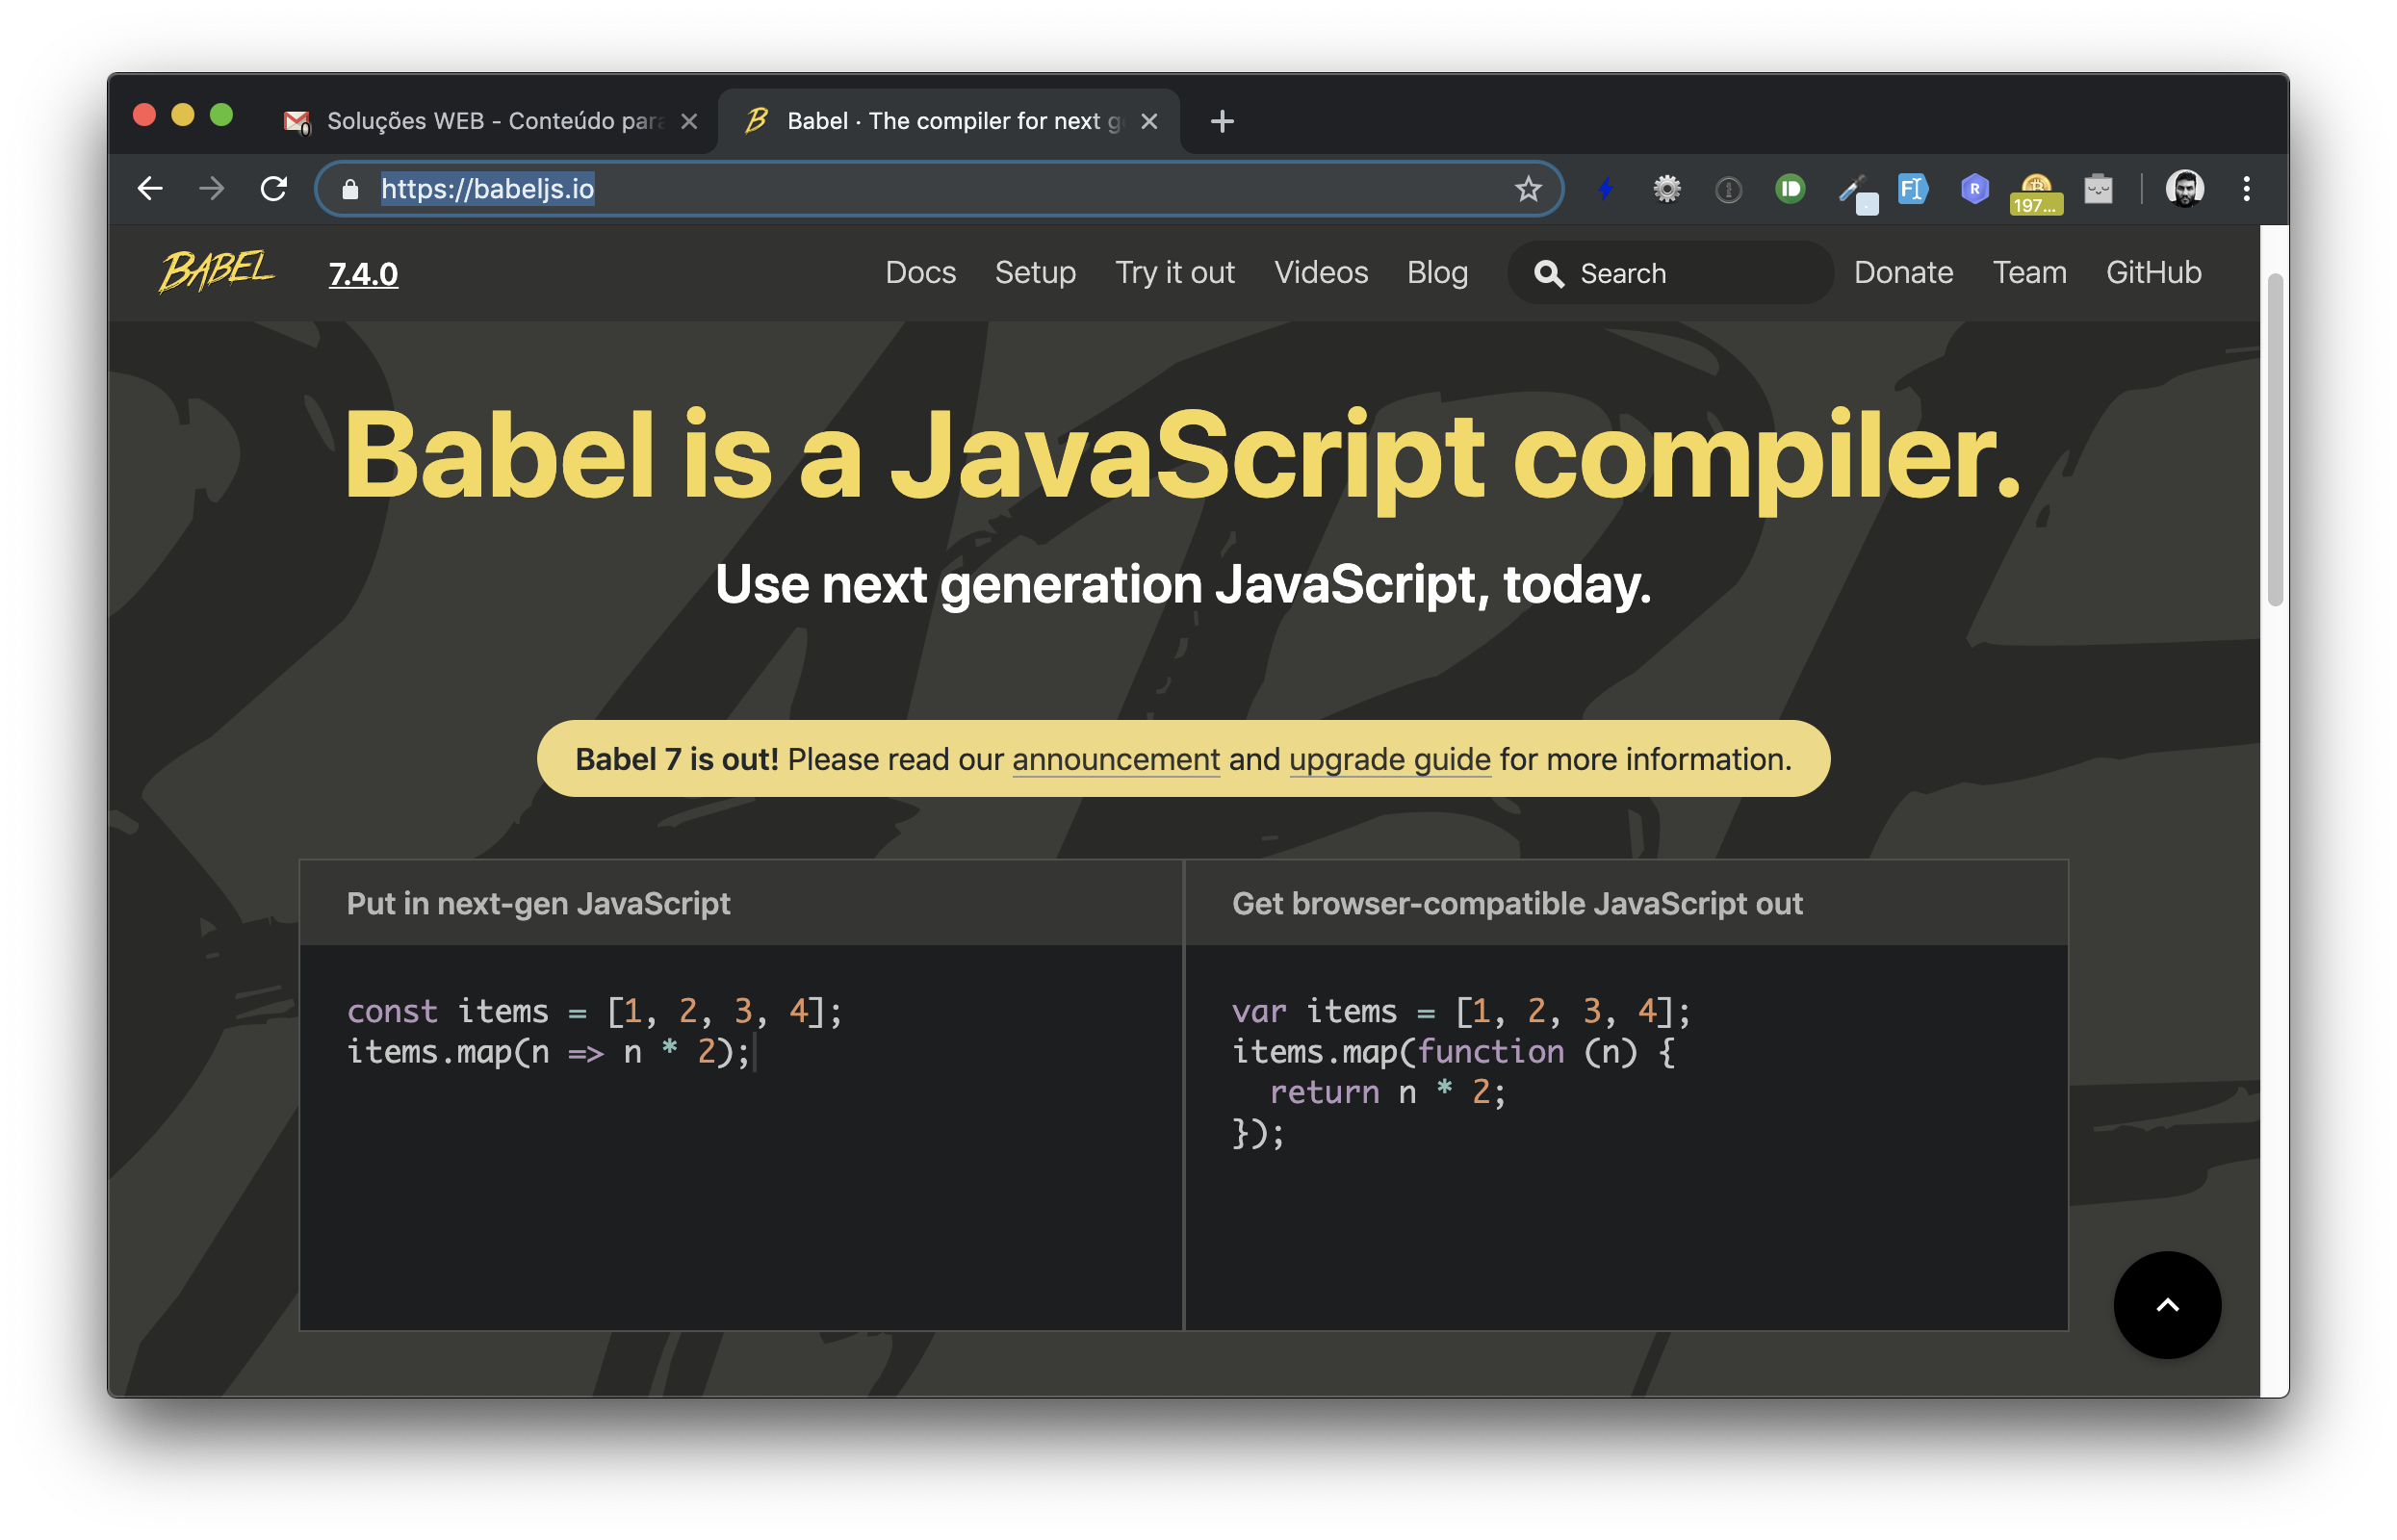 Soluções WEB - Conteúdo para
Babel · The compiler for next g
https://babeljs.io
197...
BABEL 7.4.0 Docs Setup Try it out Videos Blog Search Donate Team GitHub
Babel is a JavaScript compiler.
Use next generation JavaScript, today.
Babel 7 is out! Please read our announcement and upgrade guide for more information.
Put in next-gen JavaScript
const items = [1, 2, 3, 4];
items.map(n => n * 2);
Get browser-compatible JavaScript out
var items = [1, 2, 3, 4];
items.map(function (n) {
  return n * 2;
});